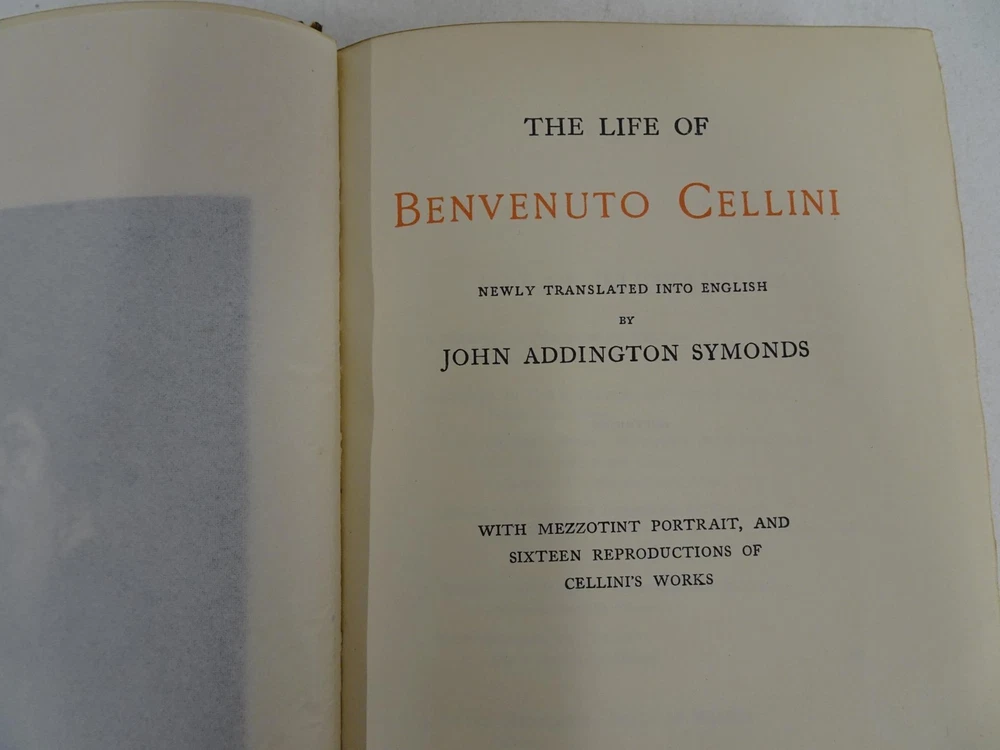 THE LIFE OF
BENVENUTO CELLINI
NEWLY TRANSLATED INTO ENGLISH
BY
JOHN ADDINGTON SYMONDS
WITH MEZZOTINT PORTRAIT, AND
SIXTEEN REPRODUCTIONS OF
CELLINI'S WORKS